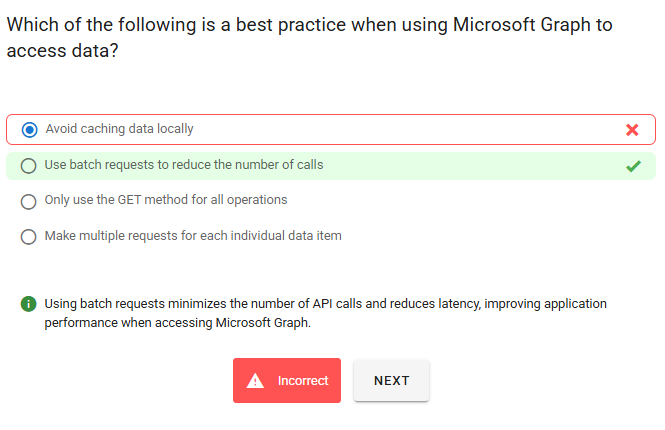 Which of the following is a best practice when using Microsoft Graph to
access data?
Avoid caching data locally
Use batch requests to reduce the number of calls
Only use the GET method for all operations
Make multiple requests for each individual data item
Using batch requests minimizes the number of API calls and reduces latency, improving application
performance when accessing Microsoft Graph.
Incorrect
NEXT